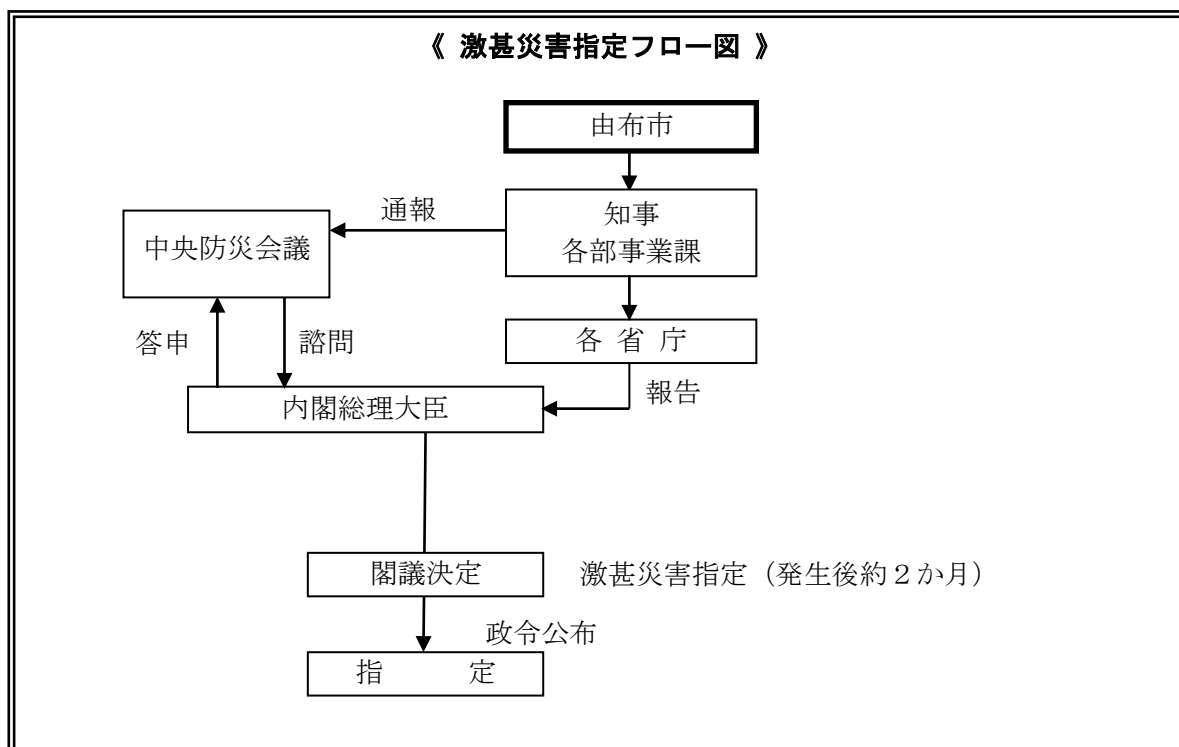 《 激甚災害指定フロー図 》
由布市
通報
知事
各部事業課
中央防災会議
答申
諮問
各 省 庁
報告
内閣総理大臣
閣議決定
激甚災害指定（発生後約２か月）
政令公布
指 定